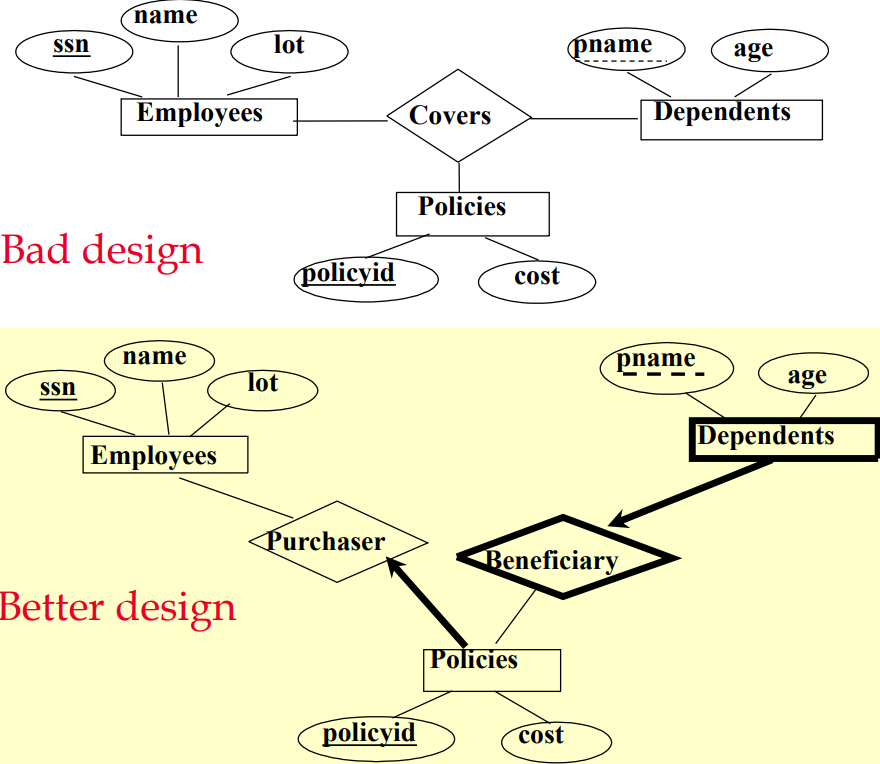 name
ssn
lot
pname
age
Employees
Covers
Dependents
Policies
Bad design
policyid
cost
name
ssn
lot
pname
age
Employees
Dependents
Purchaser
Beneficiary
Better design
Policies
policyid
cost